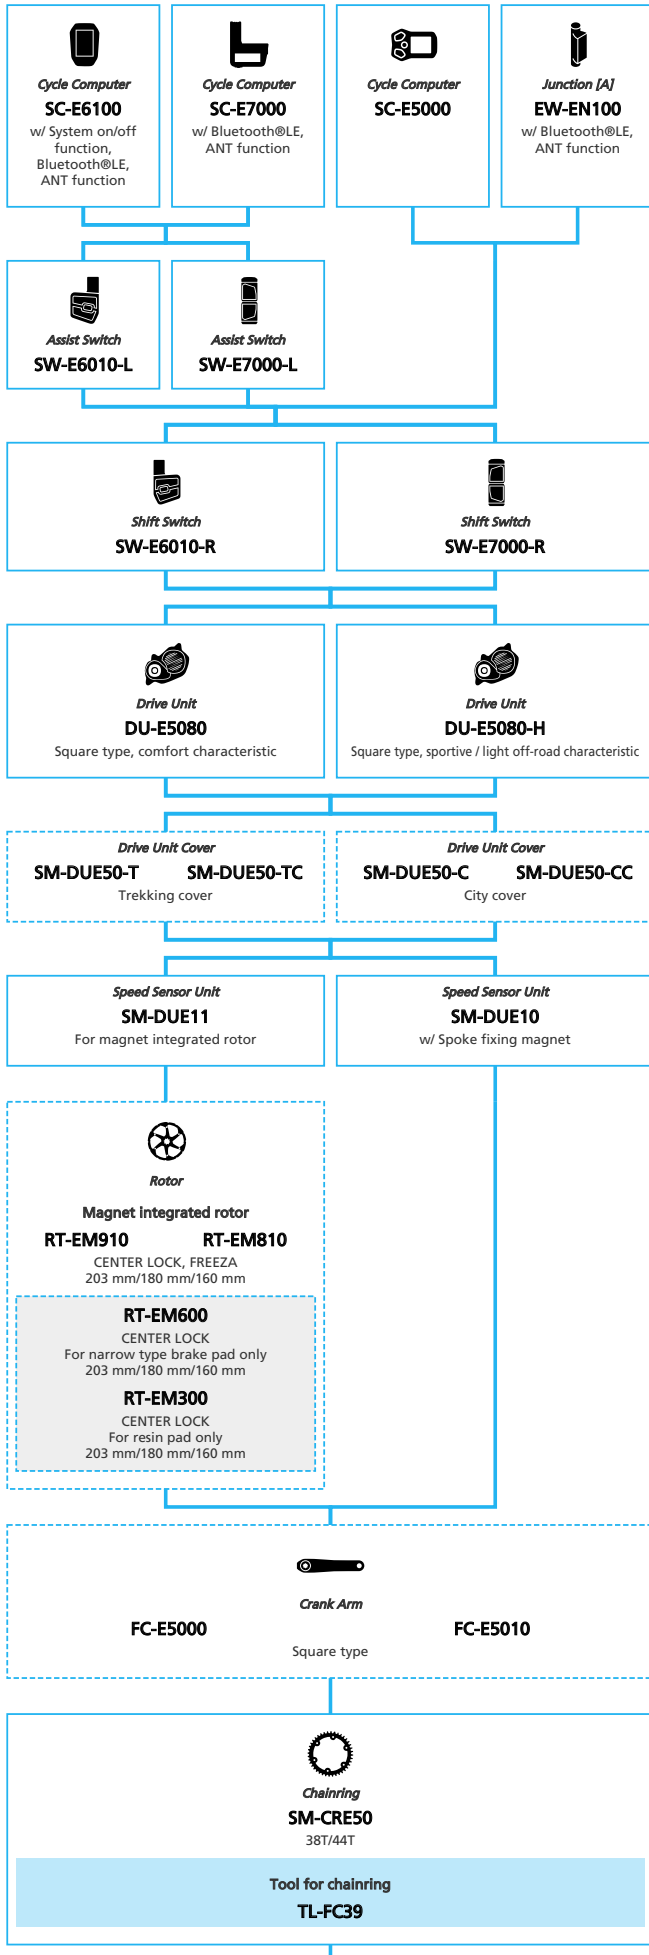 Cycle Computer
SC-E6100
w/ System on/off
function,
Bluetooth®LE,
ANT function
Cycle Computer
SC-E7000
w/ Bluetooth®LE,
ANT function
Cycle Computer
SC-E5000
Junction [A]
EW-EN100
w/ Bluetooth®LE,
ANT function
Assist Switch
SW-E6010-L
Assist Switch
SW-E7000-L
Shift Switch
SW-E6010-R
Shift Switch
SW-E7000-R
Drive Unit
DU-E5080
Square type, comfort characteristic
Drive Unit
DU-E5080-H
Square type, sportive / light off-road characteristic
Drive Unit Cover
SM-DUE50-T SM-DUE50-TC
Trekking cover
Drive Unit Cover
SM-DUE50-C SM-DUE50-CC
City cover
Speed Sensor Unit
SM-DUE11
For magnet integrated rotor
Speed Sensor Unit
SM-DUE10
w/ Spoke fixing magnet
Rotor
Magnet integrated rotor
RT-EM910 RT-EM810
CENTER LOCK, FREEZA
203 mm/180 mm/160 mm
RT-EM600
CENTER LOCK
For narrow type brake pad only
203 mm/180 mm/160 mm
RT-EM300
CENTER LOCK
For resin pad only
203 mm/180 mm/160 mm
Crank Arm
FC-E5000 FC-E5010
Square type
Chainring
SM-CRE50
38T/44T
Tool for chainring
TL-FC39